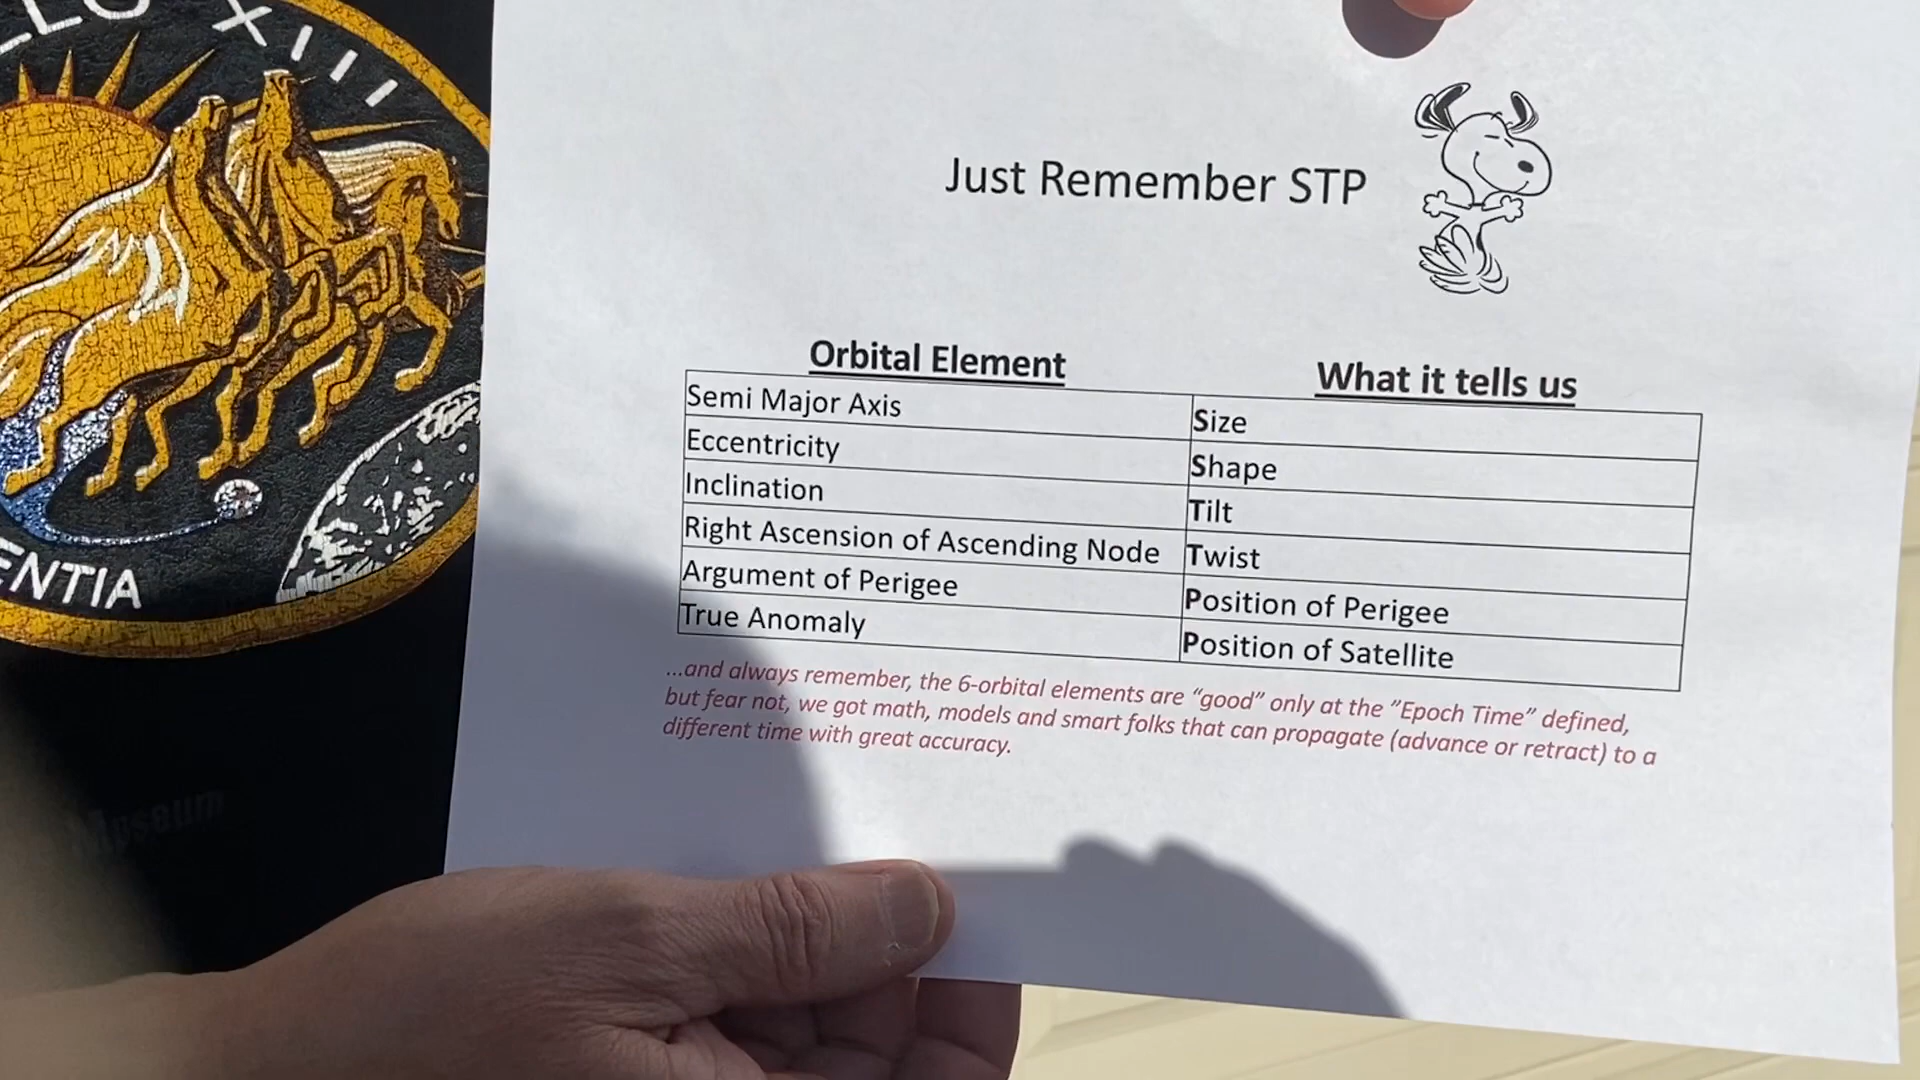 XIII
ENTIA
Museum
Just Remember STP
Orbital Element What it tells us
Semi Major Axis Size
Eccentricity Shape
Inclination Tilt
Right Ascension of Ascending Node Twist
Argument of Perigee Position of Perigee
True Anomaly Position of Satellite
...and always remember, the 6-orbital elements are “good” only at the ”Epoch Time” defined,
but fear not, we got math, models and smart folks that can propagate (advance or retract) to a
different time with great accuracy.